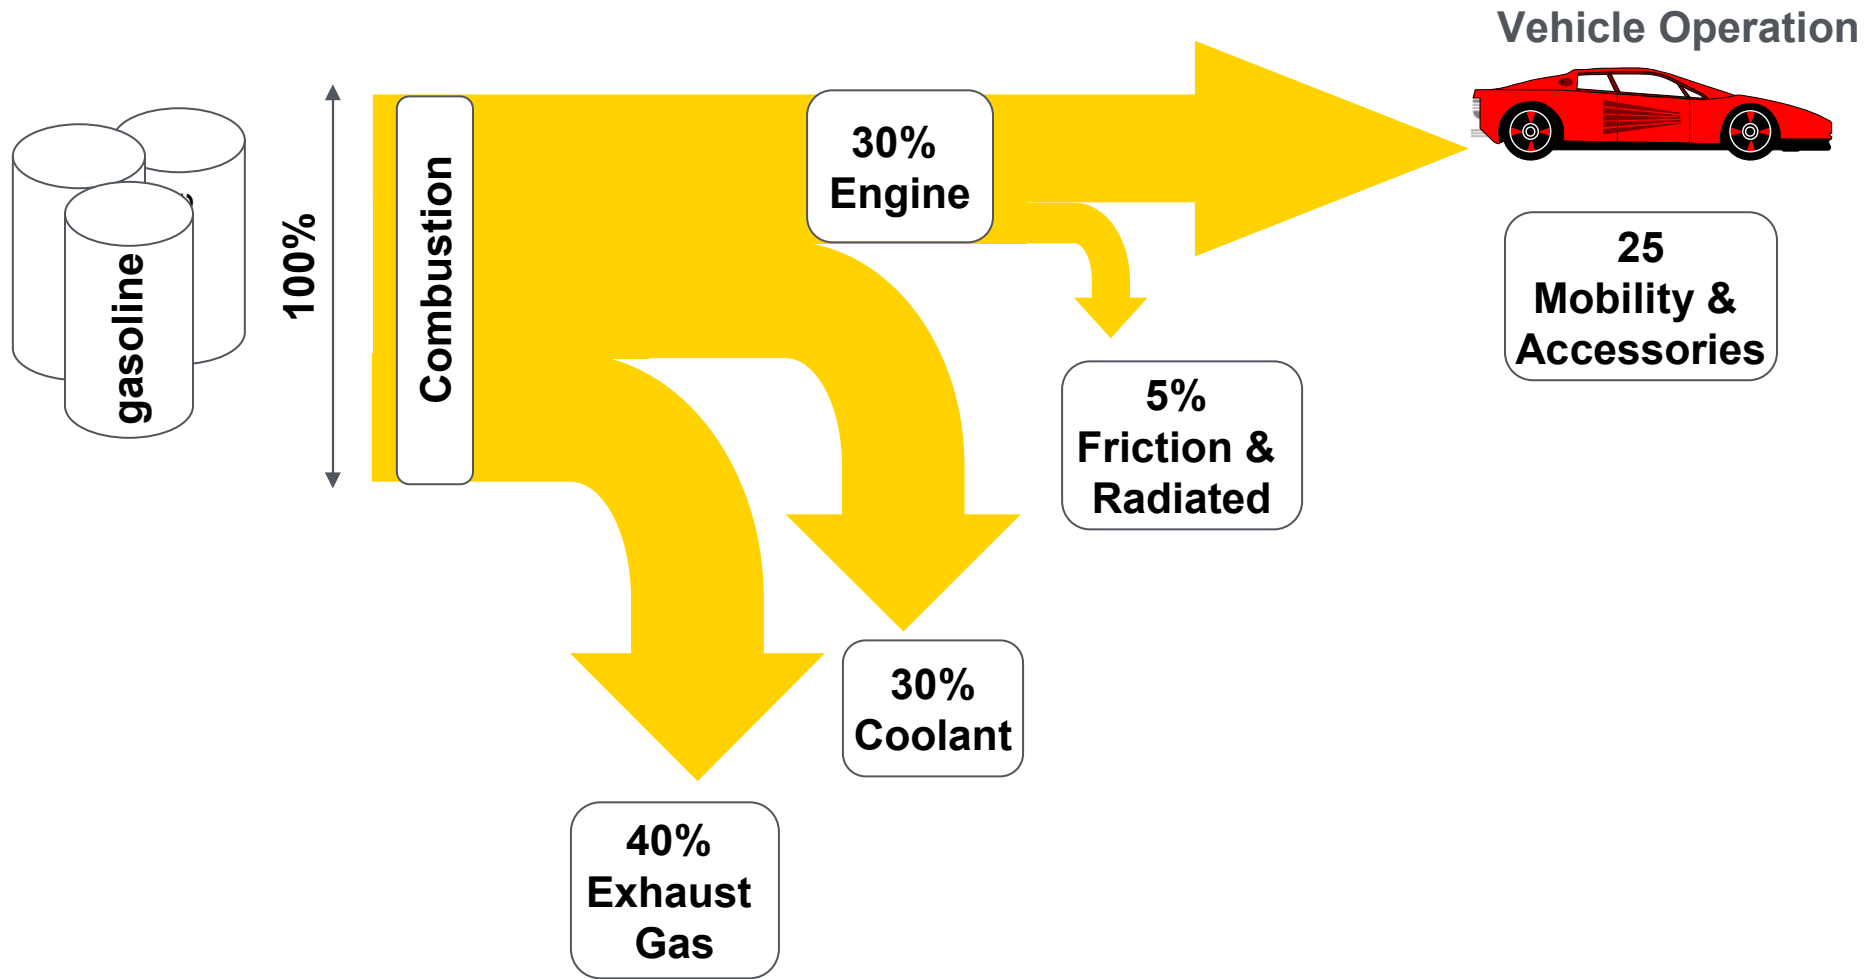 Vehicle Operation
gasoline
100%
Combustion
30%
Engine
25
Mobility &
Accessories
5%
Friction &
Radiated
30%
Coolant
40%
Exhaust
Gas